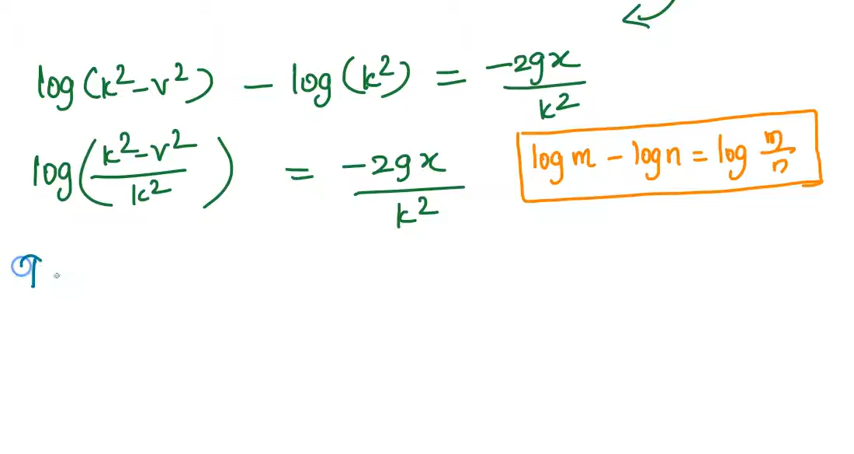 log(k²-v²) - log(k²) = -2gx/k²
log((k²-v²)/k²) = -2gx/k²
log m - log n = log m/n